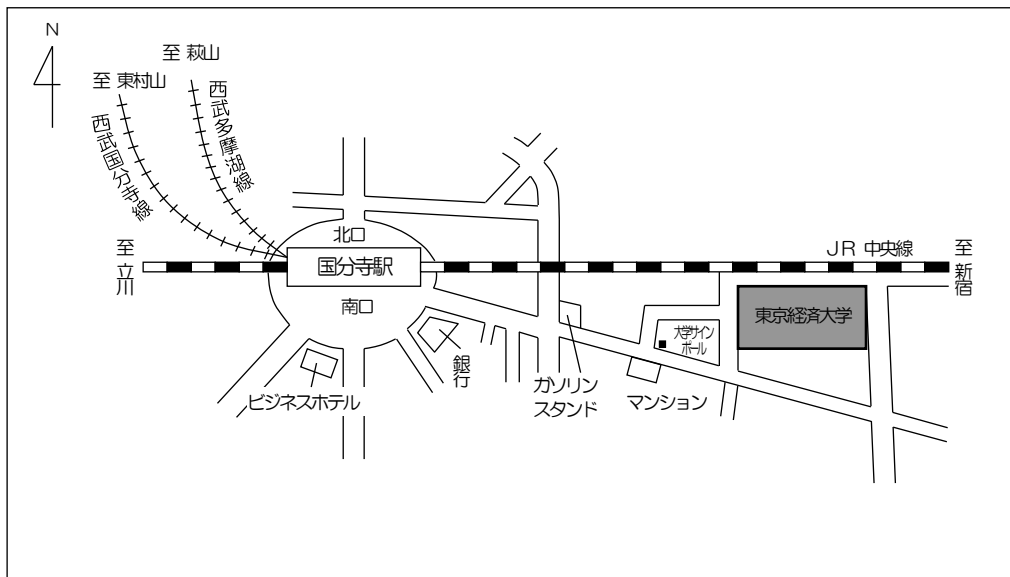 N
至 萩山
至 東村山
西武多摩湖線
西武国分寺線
北口
国分寺駅
南口
至 立川
JR 中央線
至 新宿
東京経済大学
大学サイン
ポール
銀行
ビジネスホテル
ガソリン
スタンド
マンション